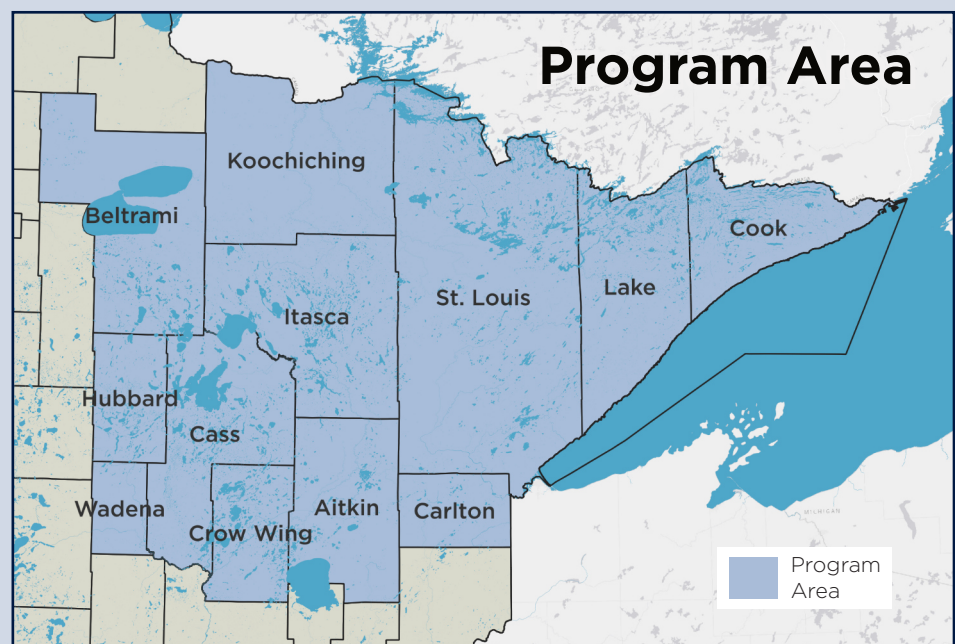 Program Area
Koochiching
Beltrami
Cook
St. Louis
Lake
Itasca
Hubbard
Cass
Wadena
Aitkin
Carlton
Crow Wing
Program
Area